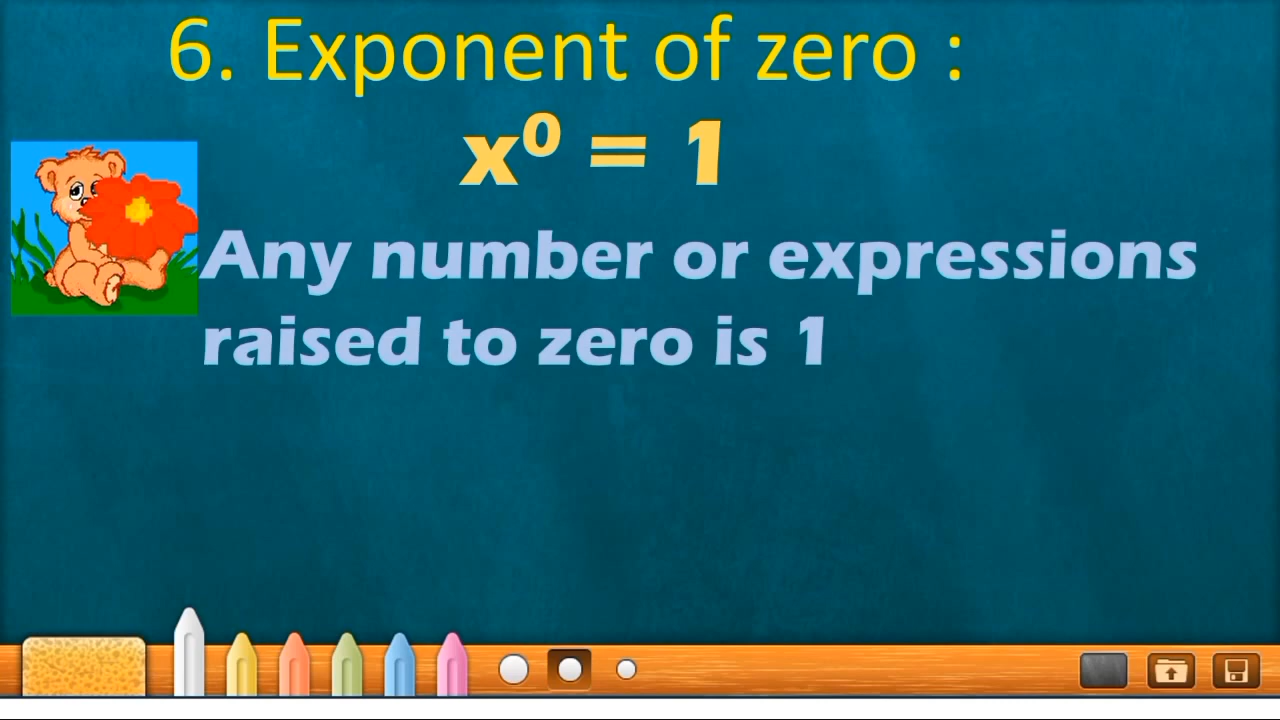 6. Exponent of zero :
x⁰ = 1
Any number or expressions
raised to zero is 1